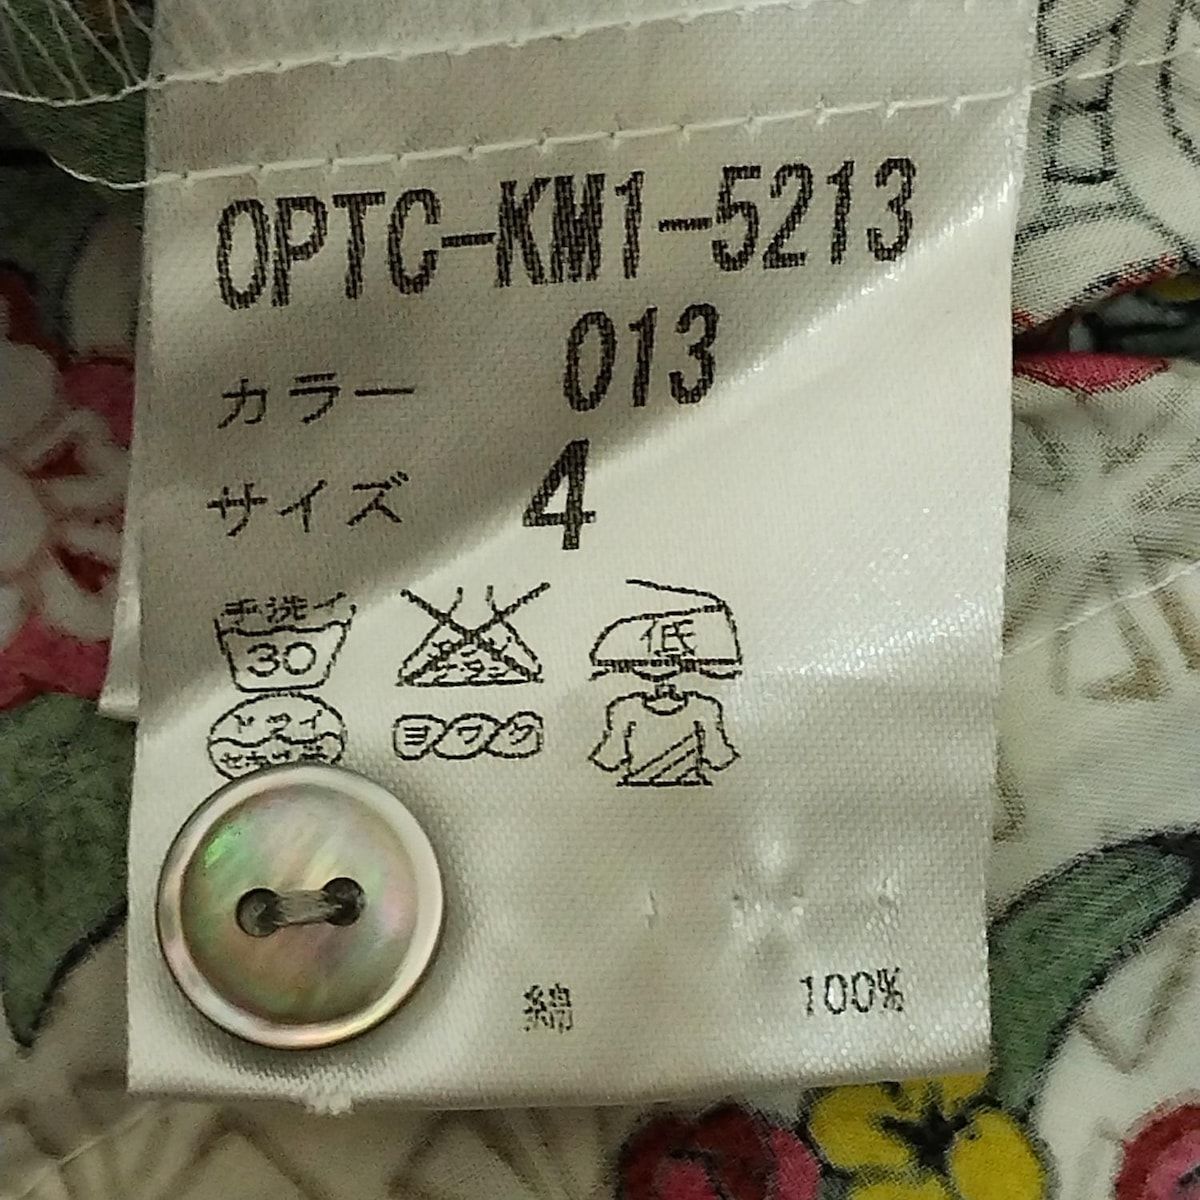 OPTC-KM1-5213
カラー 013
サイズ 4
手洗イ
30
低
ドライ
ヨワク
綿 100%